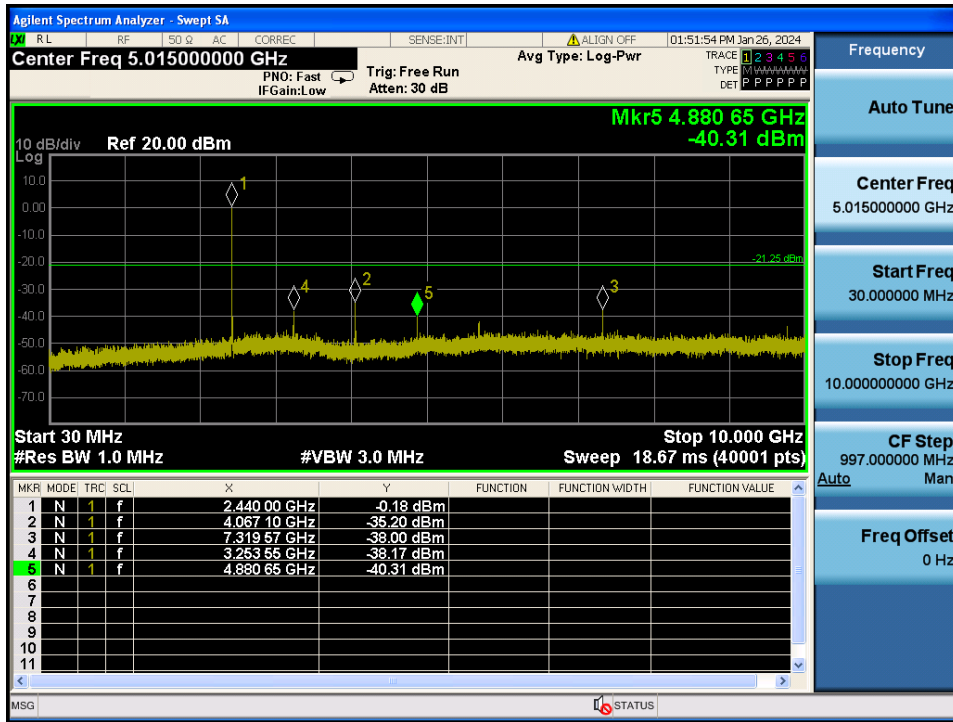 Agilent Spectrum Analyzer - Swept SA
LXI RL RF 50 Ω AC CORREC SENSE:INT ALIGN OFF 01:51:54 PM Jan 26, 2024
Center Freq 5.015000000 GHz
PNO: Fast
IFGain:Low
Trig: Free Run
Atten: 30 dB
Avg Type: Log-Pwr
TRACE 1 2 3 4 5 6
TYPE M
DET P P P P P P
Mkr5 4.880 65 GHz
-40.31 dBm
10 dB/div Ref 20.00 dBm
Log
10.0
0.00
-10.0
-20.0
-30.0
-40.0
-50.0
-60.0
-70.0
1
2
3
4
5
-21.25 dBm
Start 30 MHz Stop 10.000 GHz
#Res BW 1.0 MHz #VBW 3.0 MHz Sweep 18.67 ms (40001 pts)
MKR MODE TRC SCL X Y FUNCTION FUNCTION WIDTH FUNCTION VALUE
1 N 1 f 2.440 00 GHz -0.18 dBm
2 N 1 f 4.067 10 GHz -35.20 dBm
3 N 1 f 7.319 57 GHz -38.00 dBm
4 N 1 f 3.253 55 GHz -38.17 dBm
5 N 1 f 4.880 65 GHz -40.31 dBm
6
7
8
9
10
11
MSG STATUS
Frequency
Auto Tune
Center Freq
5.015000000 GHz
Start Freq
30.000000 MHz
Stop Freq
10.000000000 GHz
CF Step
997.000000 MHz
Auto Man
Freq Offset
0 Hz